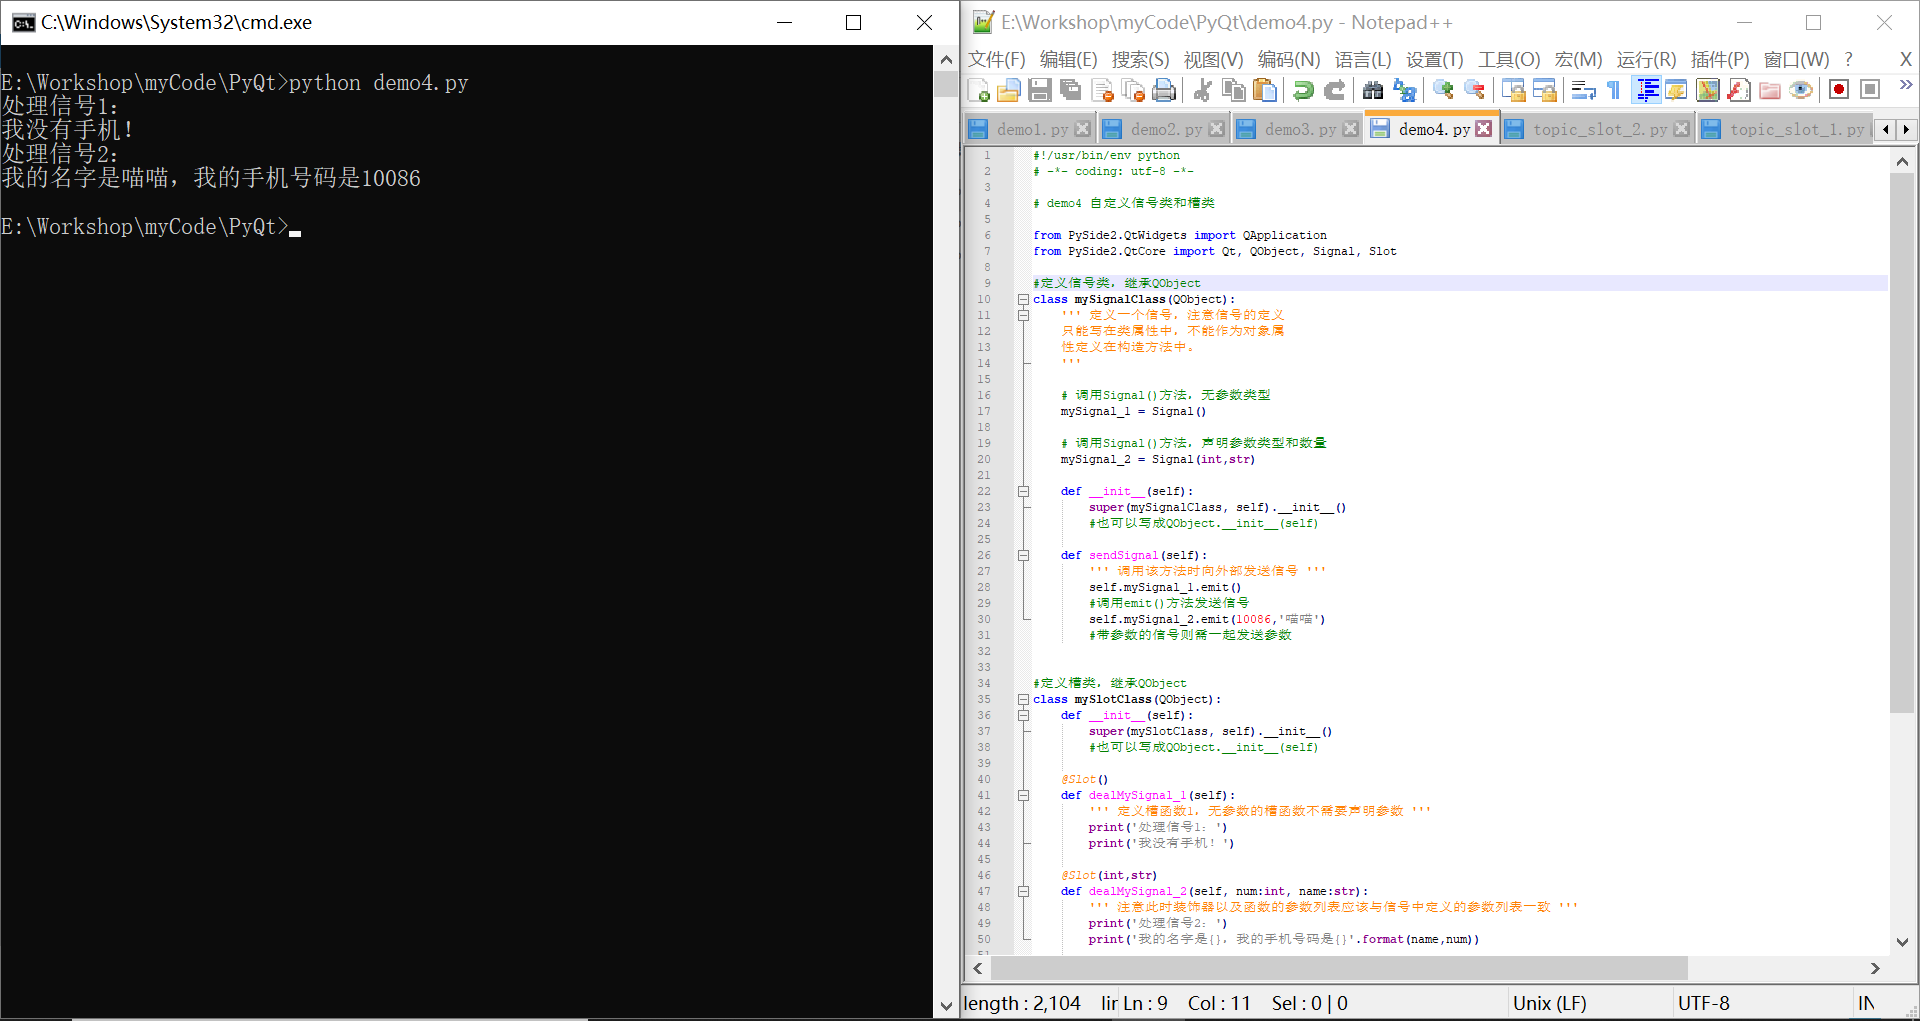 C:\Windows\System32\cmd.exe
E:\Workshop\myCode\PyQt>python demo4.py
处理信号1:
我没有手机!
处理信号2:
我的名字是喵喵，我的手机号码是10086
E:\Workshop\myCode\PyQt>
E:\Workshop\myCode\PyQt\demo4.py - Notepad++
文件(F) 编辑(E) 搜索(S) 视图(V) 编码(N) 语言(L) 设置(T) 工具(O) 宏(M) 运行(R) 插件(P) 窗口(W) ? X
demo1.py demo2.py demo3.py demo4.py topic_slot_2.py topic_slot_1.py
1 #!/usr/bin/env python
2 # -*- coding: utf-8 -*-
3
4 # demo4 自定义信号类和槽类
5
6 from PySide2.QtWidgets import QApplication
7 from PySide2.QtCore import Qt, QObject, Signal, Slot
8
9 #定义信号类，继承QObject
10 class mySignalClass(QObject):
11 ''' 定义一个信号，注意信号的定义
12 只能写在类属性中，不能作为对象属
13 性定义在构造方法中。
14 '''
15
16 # 调用Signal()方法，无参数类型
17 mySignal_1 = Signal()
18
19 # 调用Signal()方法，声明参数类型和数量
20 mySignal_2 = Signal(int,str)
21
22 def __init__(self):
23 super(mySignalClass, self).__init__()
24 #也可以写成QObject.__init__(self)
25
26 def sendSignal(self):
27 ''' 调用该方法时向外部发送信号 '''
28 self.mySignal_1.emit()
29 #调用emit()方法发送信号
30 self.mySignal_2.emit(10086,'喵喵')
31 #带参数的信号则需一起发送参数
32
33
34 #定义槽类，继承QObject
35 class mySlotClass(QObject):
36 def __init__(self):
37 super(mySlotClass, self).__init__()
38 #也可以写成QObject.__init__(self)
39
40 @Slot()
41 def dealMySignal_1(self):
42 ''' 定义槽函数1，无参数的槽函数不需要声明参数 '''
43 print('处理信号1：')
44 print('我没有手机！')
45
46 @Slot(int,str)
47 def dealMySignal_2(self, num:int, name:str):
48 ''' 注意此时装饰器以及函数的参数列表应该与信号中定义的参数列表一致 '''
49 print('处理信号2：')
50 print('我的名字是{}，我的手机号码是{}'.format(name,num))
51
length : 2,104 lir Ln : 9 Col : 11 Sel : 0 | 0 Unix (LF) UTF-8 IN